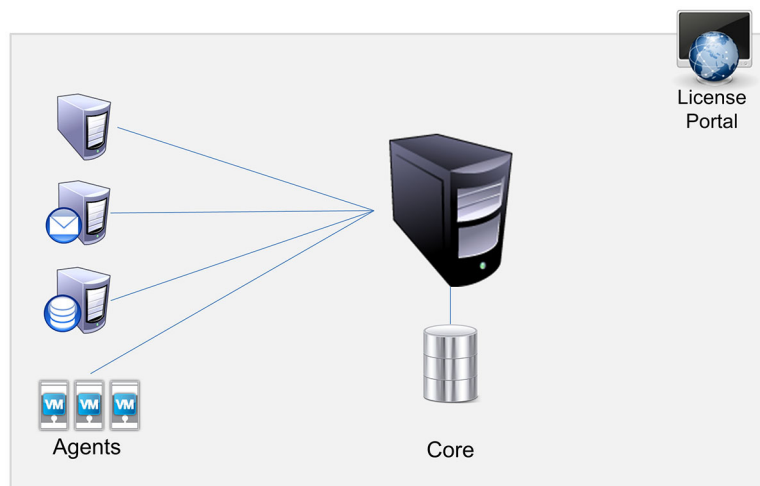 License
Portal
VM VM VM
Agents
Core